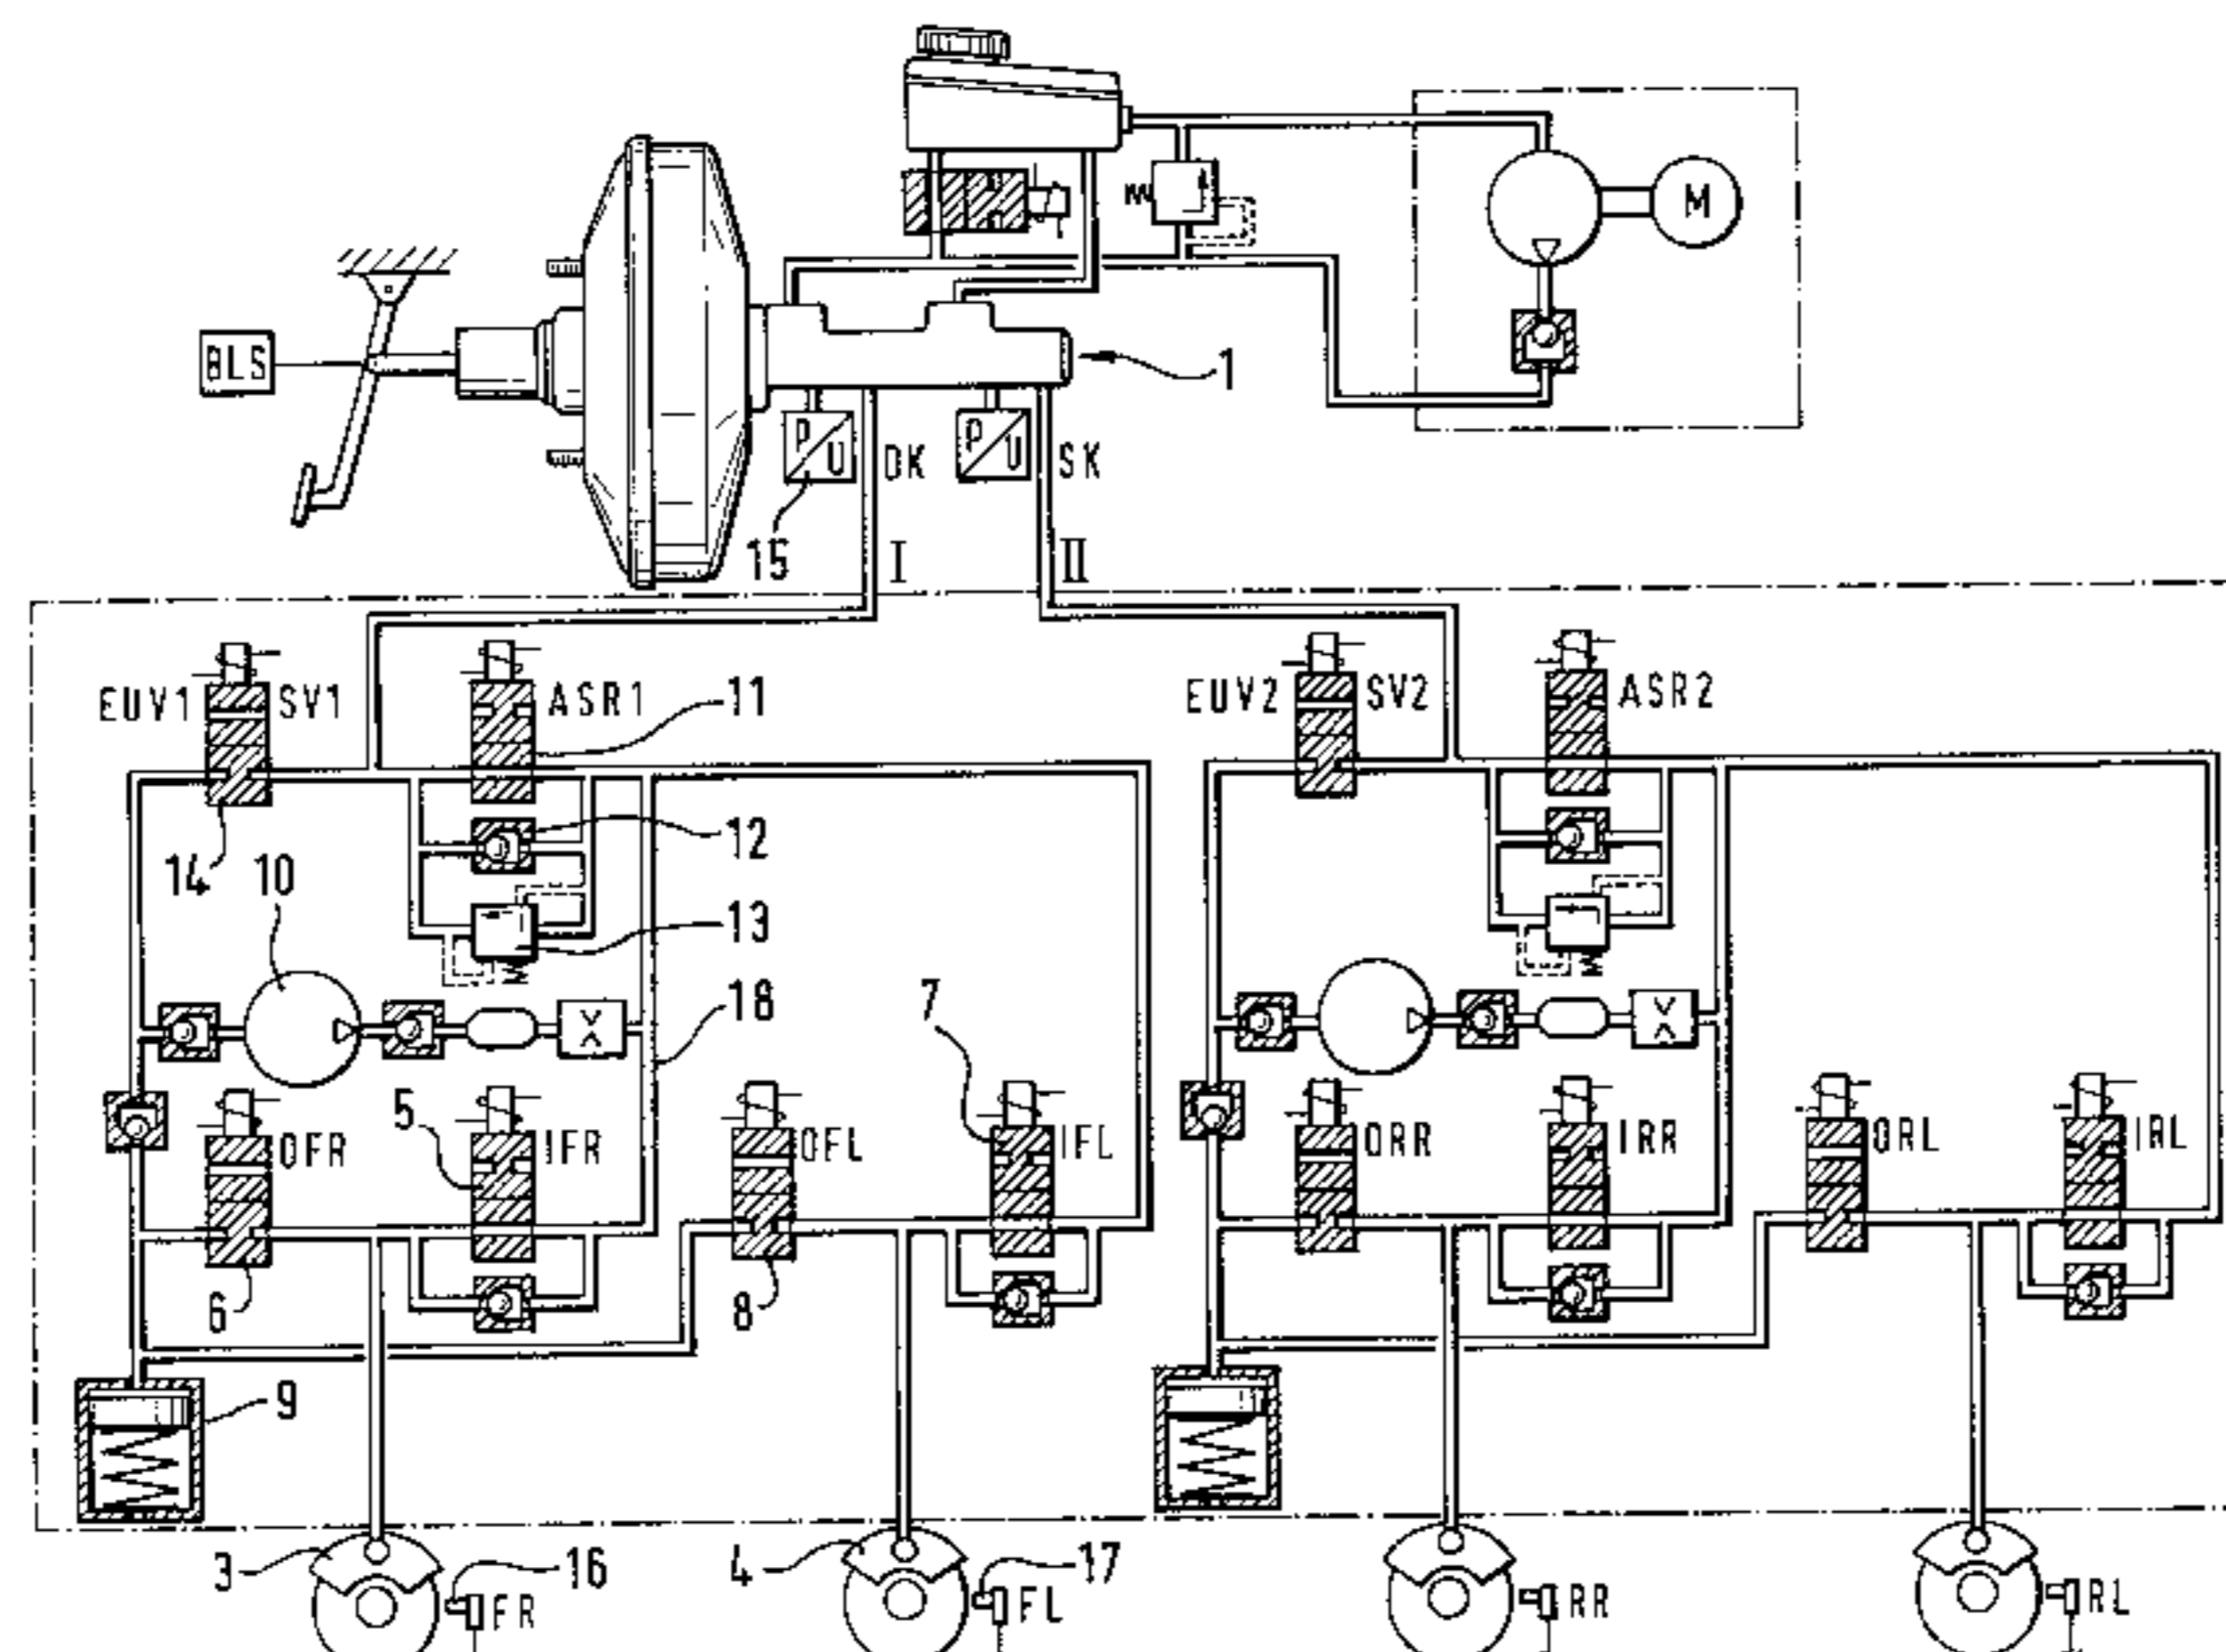 M
BLS
1
P/U
DK
P/U
SK
15
I
II
EUV1
SV1
ASR1
11
EUV2
SV2
ASR2
12
14
10
13
7
18
5
OFR
IFR
OFL
IFL
ORR
IRR
ORL
IRL
6
8
9
3
16
FR
4
17
FL
RR
RL